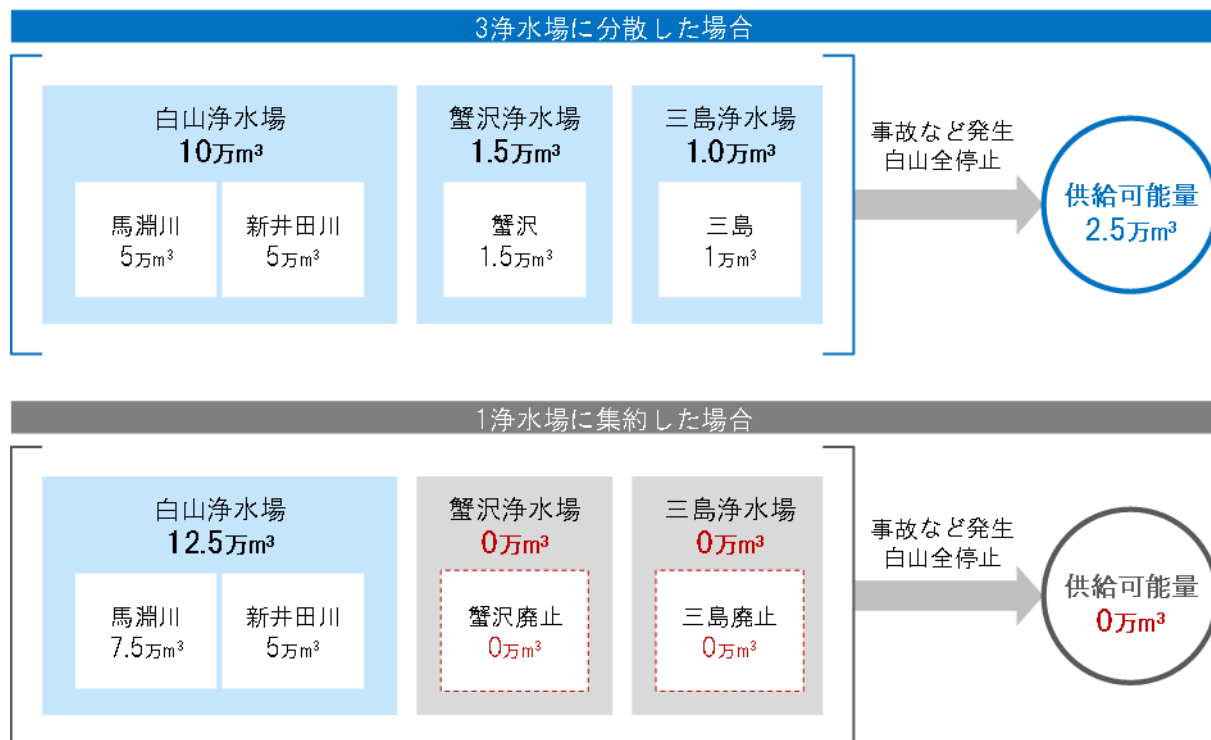 3浄水場に分散した場合
白山浄水場
10万m³
馬淵川
5万m³
新井田川
5万m³
蟹沢浄水場
1.5万m³
蟹沢
1.5万m³
三島浄水場
1.0万m³
三島
1万m³
事故など発生
白山全停止
供給可能量
2.5万m³
1浄水場に集約した場合
白山浄水場
12.5万m³
馬淵川
7.5万m³
新井田川
5万m³
蟹沢浄水場
0万m³
蟹沢廃止
0万m³
三島浄水場
0万m³
三島廃止
0万m³
事故など発生
白山全停止
供給可能量
0万m³